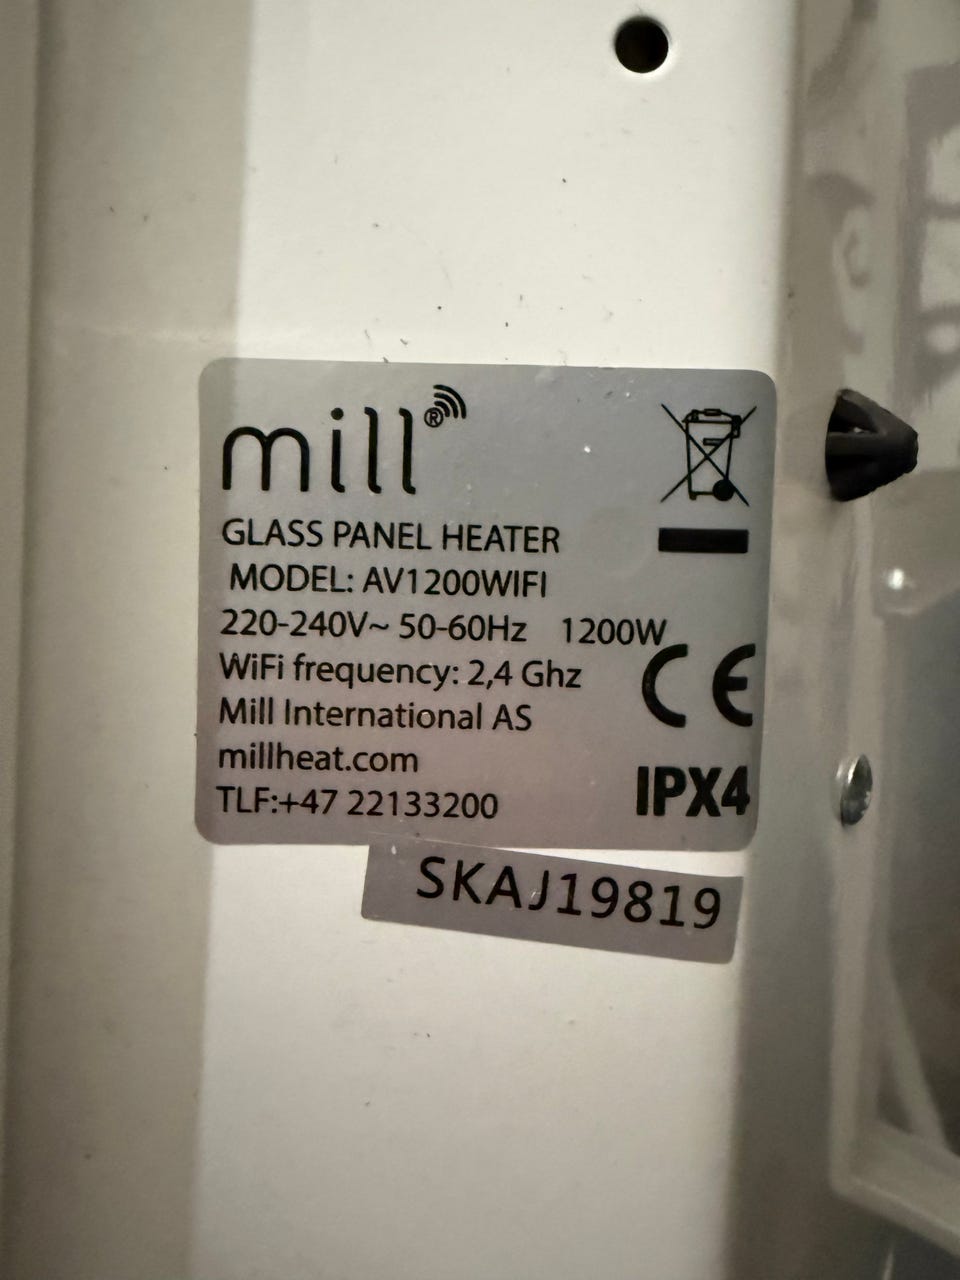 mill®
GLASS PANEL HEATER
MODEL: AV1200WIFI
220-240V~ 50-60Hz 1200W
WiFi frequency: 2,4 Ghz
Mill International AS
millheat.com
TLF:+47 22133200
CE
IPX4
SKAJ19819